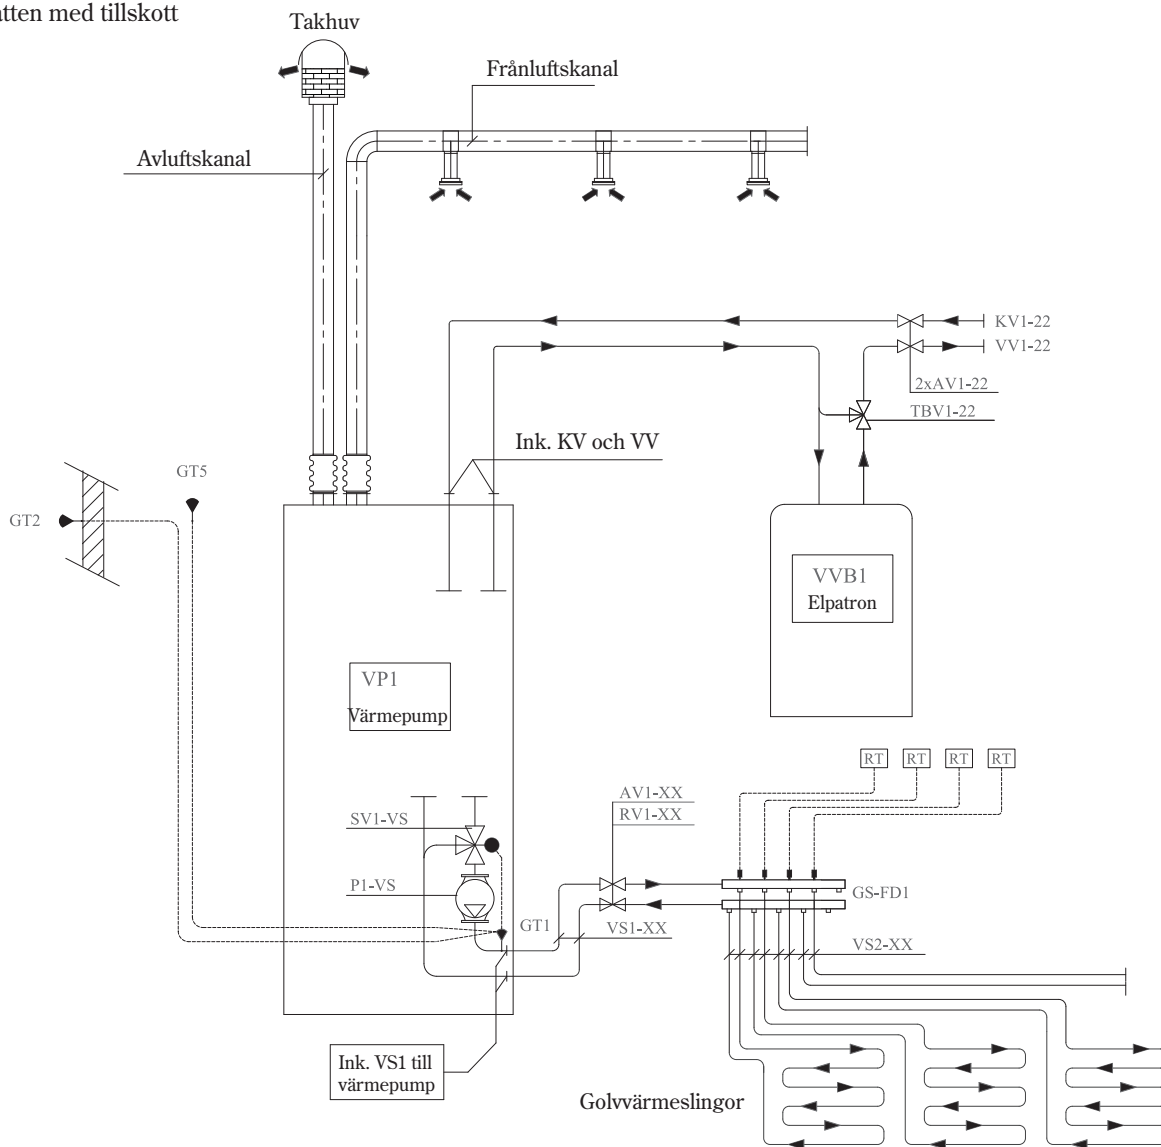 atten med tillskott
Takhuv
Frånluftskanal
Avluftskanal
KV1-22
VV1-22
2xAV1-22
TBV1-22
Ink. KV och VV
GT5
GT2
VVB1
Elpatron
VP1
Värmepump
RT
RT
RT
RT
AV1-XX
RV1-XX
SV1-VS
P1-VS
GS-FD1
GT1
VS1-XX
VS2-XX
Ink. VS1 till
värmepump
Golvvärmeslingor